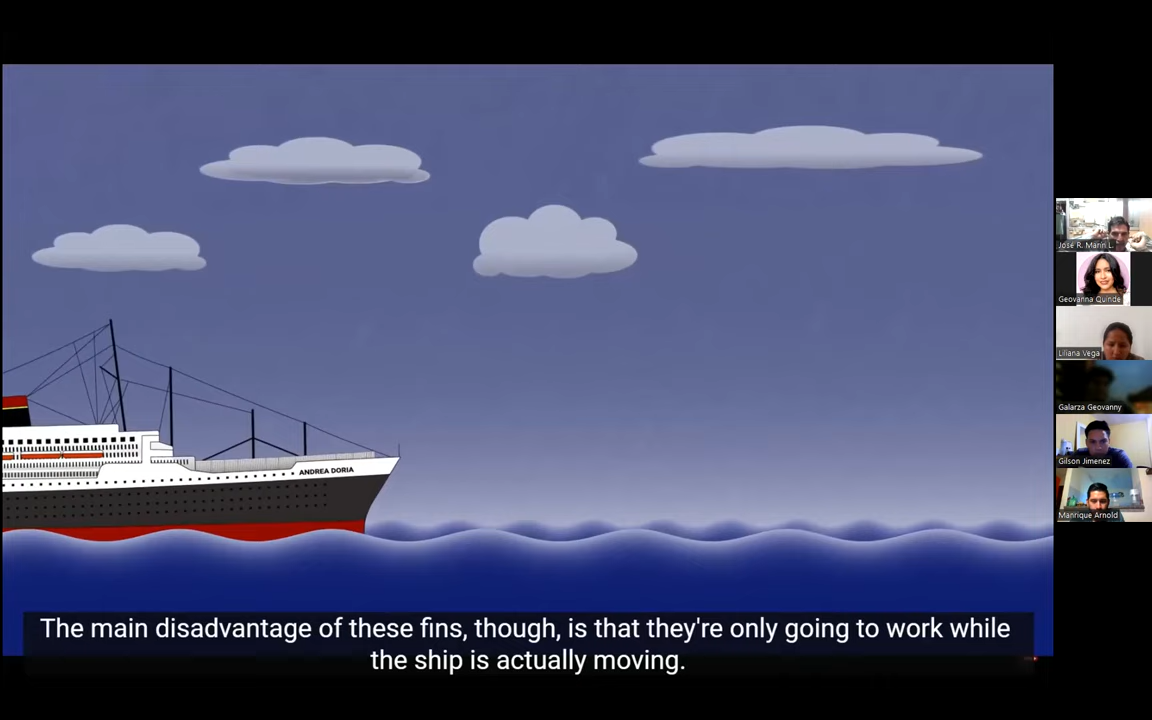 ANDREA DORIA
José R. Marin L.
Geovanna Quinde
Liliana Vega
Galarza Geovanny
Gilson Jimenez
Manrique Arnold
The main disadvantage of these fins, though, is that they're only going to work while
the ship is actually moving.